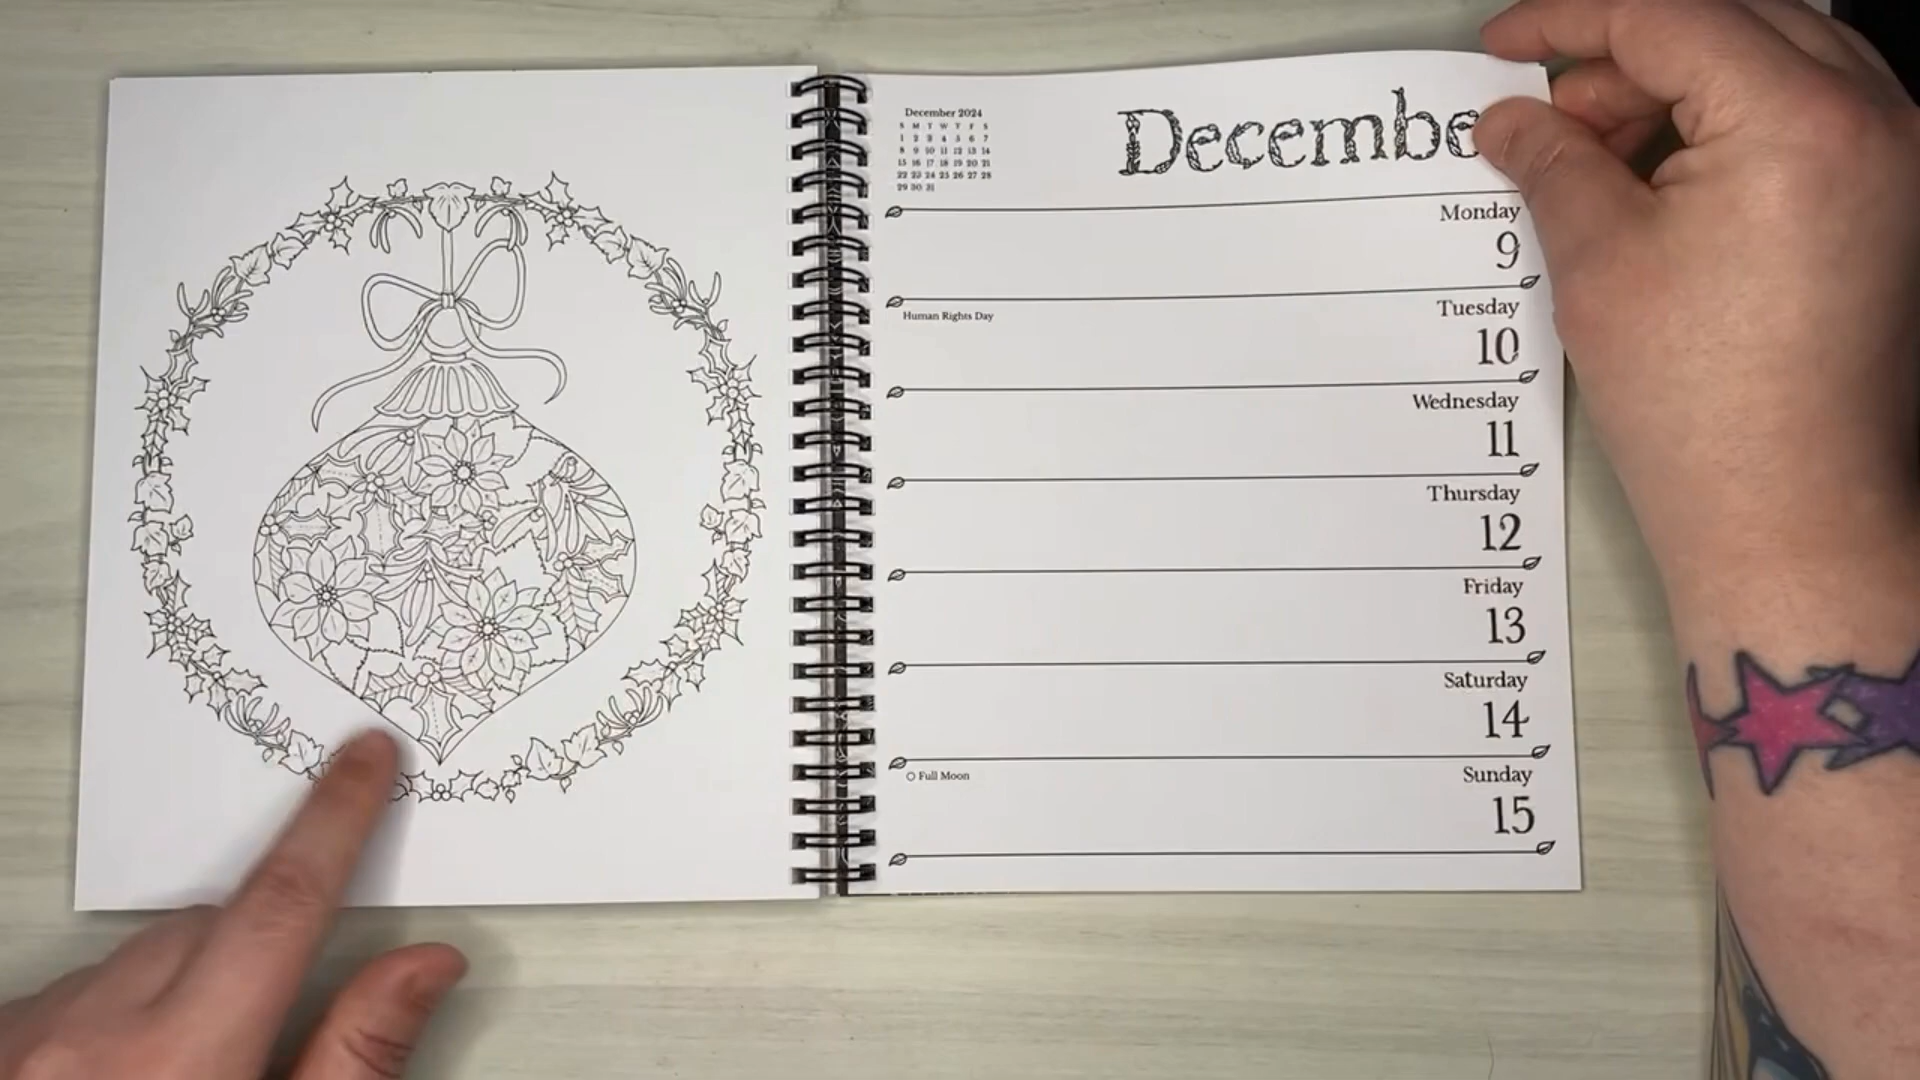 December 2024
S M T W T F S
1 2 3 4 5 6 7
8 9 10 11 12 13 14
15 16 17 18 19 20 21
22 23 24 25 26 27 28
29 30 31
Decembe
Monday
9
Human Rights Day
Tuesday
10
Wednesday
11
Thursday
12
Friday
13
Saturday
14
Full Moon
Sunday
15